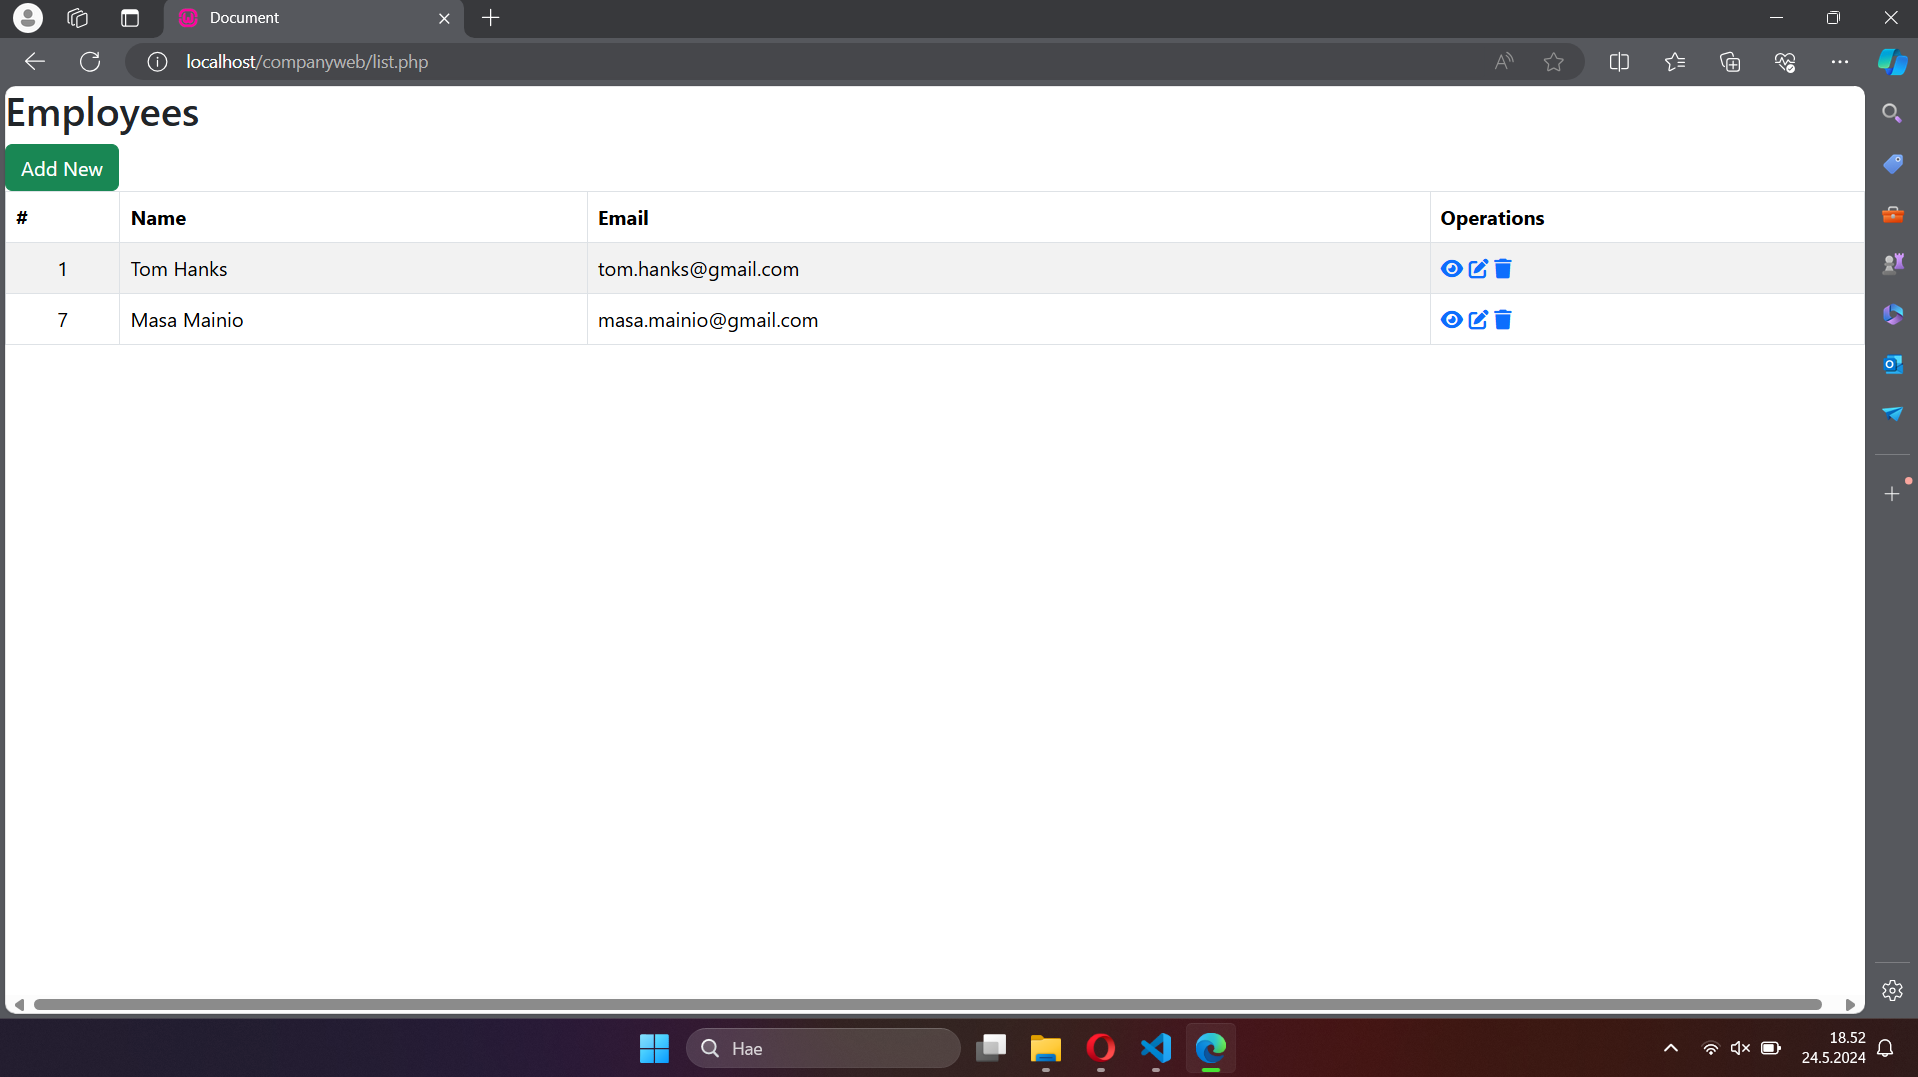 Document
localhost/companyweb/list.php
Employees
Add New
# Name Email Operations
1 Tom Hanks tom.hanks@gmail.com
7 Masa Mainio masa.mainio@gmail.com
Hae
18.52
24.5.2024